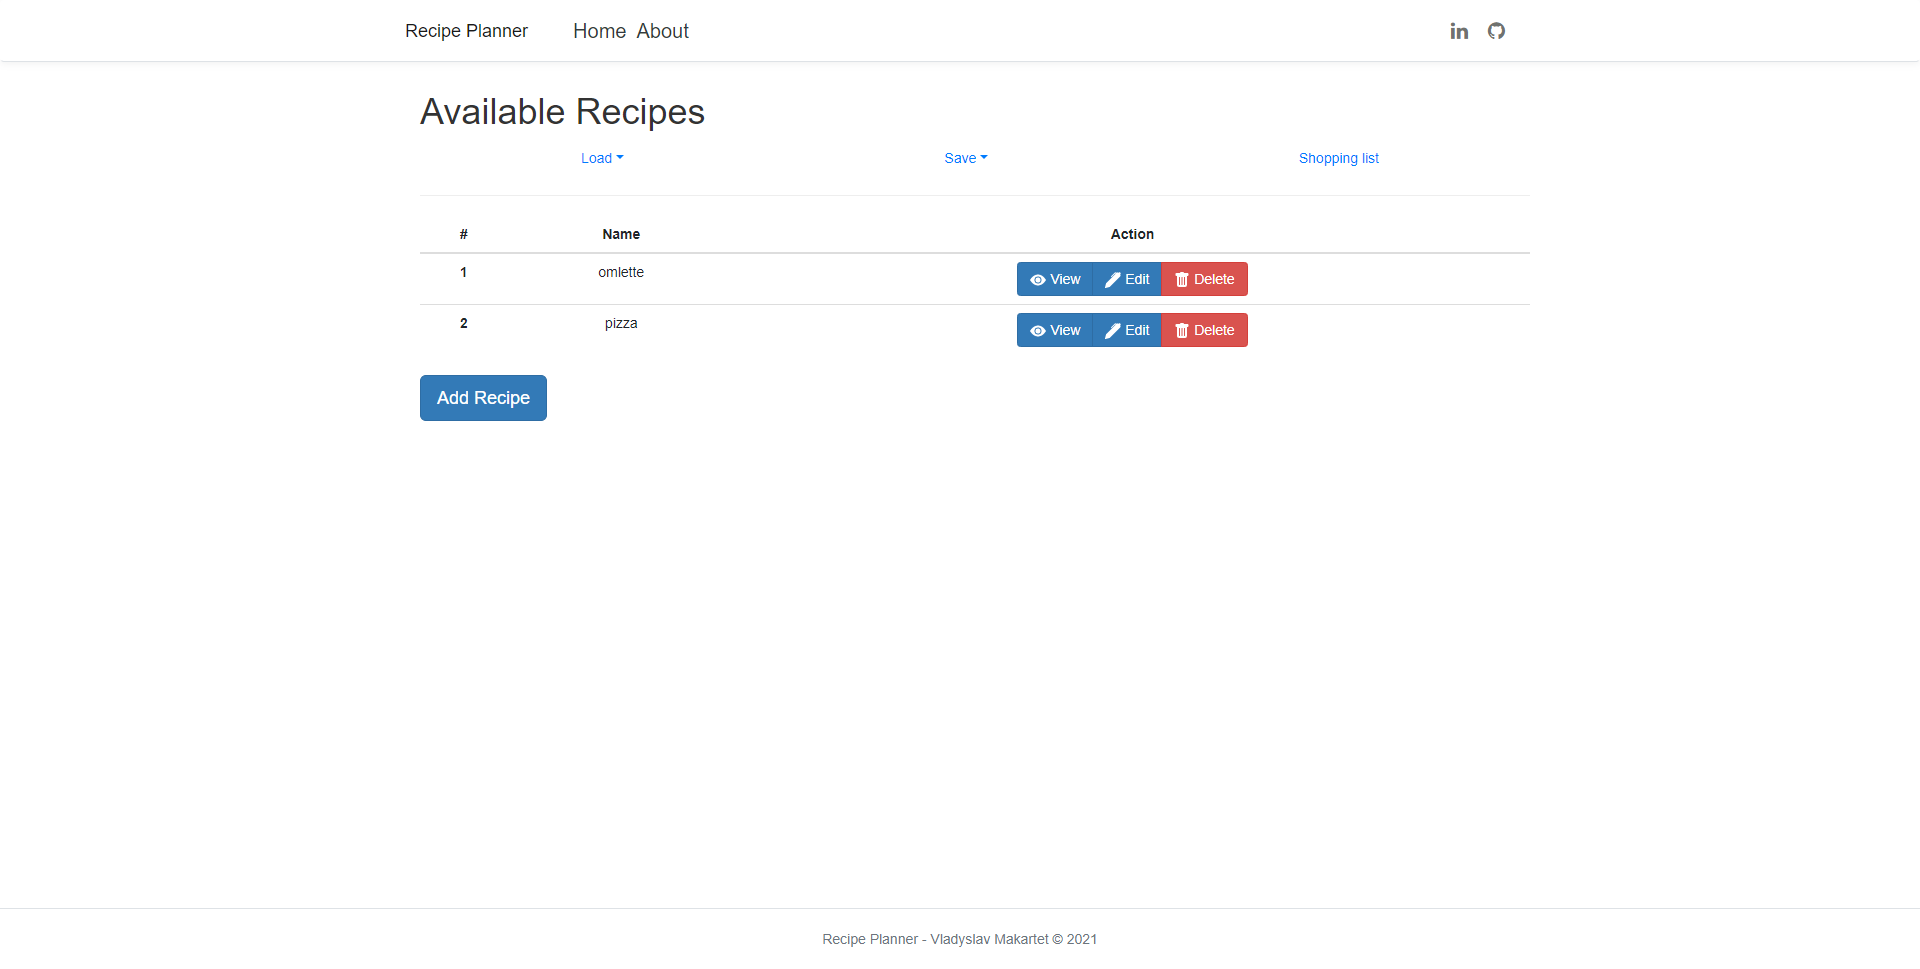 Recipe Planner Home About
Available Recipes
Load Save Shopping list
# Name Action
1 omlette View Edit Delete
2 pizza View Edit Delete
Add Recipe
Recipe Planner - Vladyslav Makartet © 2021